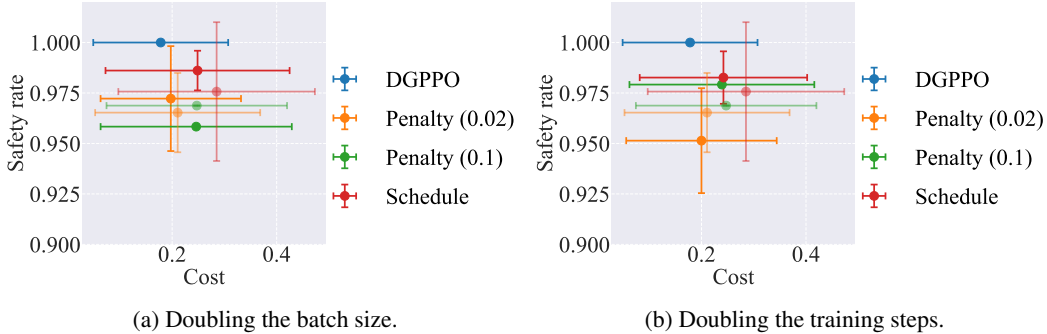 Safety rate
1.000
0.975
0.950
0.925
0.900
0.2
0.4
Cost
DGPPO
Penalty (0.02)
Penalty (0.1)
Schedule
(a) Doubling the batch size.
Safety rate
1.000
0.975
0.950
0.925
0.900
0.2
0.4
Cost
DGPPO
Penalty (0.02)
Penalty (0.1)
Schedule
(b) Doubling the training steps.